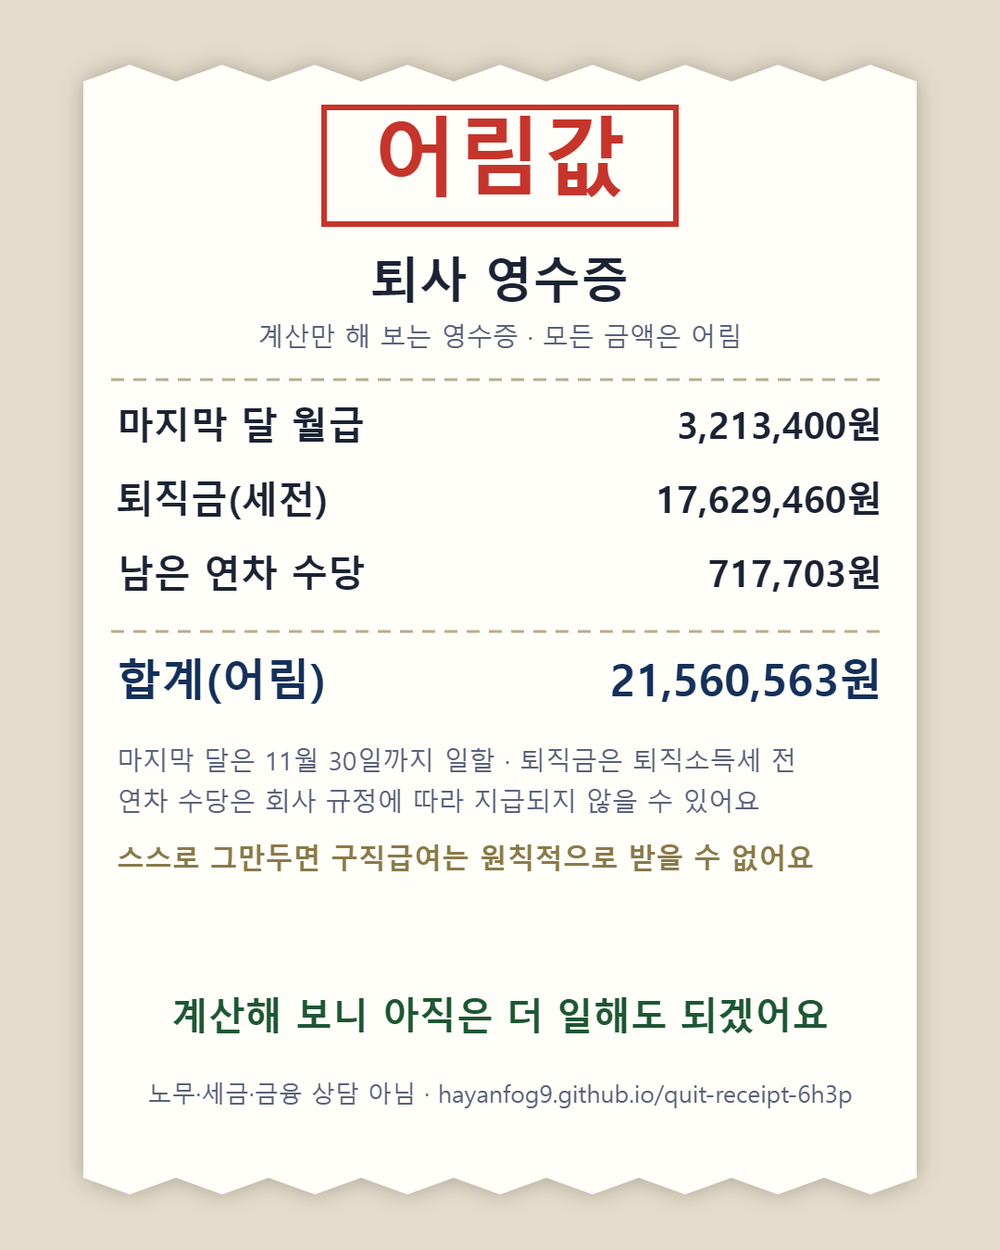 어림값
퇴사 영수증
계산만 해 보는 영수증 · 모든 금액은 어림
마지막 달 월급 3,213,400원
퇴직금(세전) 17,629,460원
남은 연차 수당 717,703원
합계(어림) 21,560,563원
마지막 달은 11월 30일까지 일할 · 퇴직금은 퇴직소득세 전
연차 수당은 회사 규정에 따라 지급되지 않을 수 있어요
스스로 그만두면 구직급여는 원칙적으로 받을 수 없어요
계산해 보니 아직은 더 일해도 되겠어요
노무·세금·금융 상담 아님 · hayanfog9.github.io/quit-receipt-6h3p